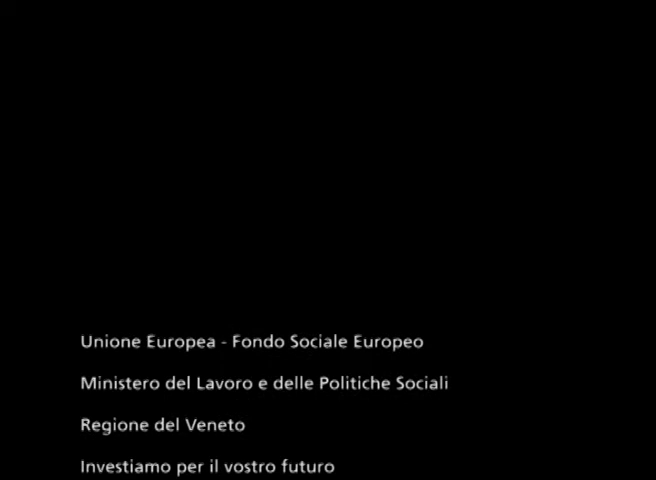 Unione Europea - Fondo Sociale Europeo
Ministero del Lavoro e delle Politiche Sociali
Regione del Veneto
Investiamo per il vostro futuro